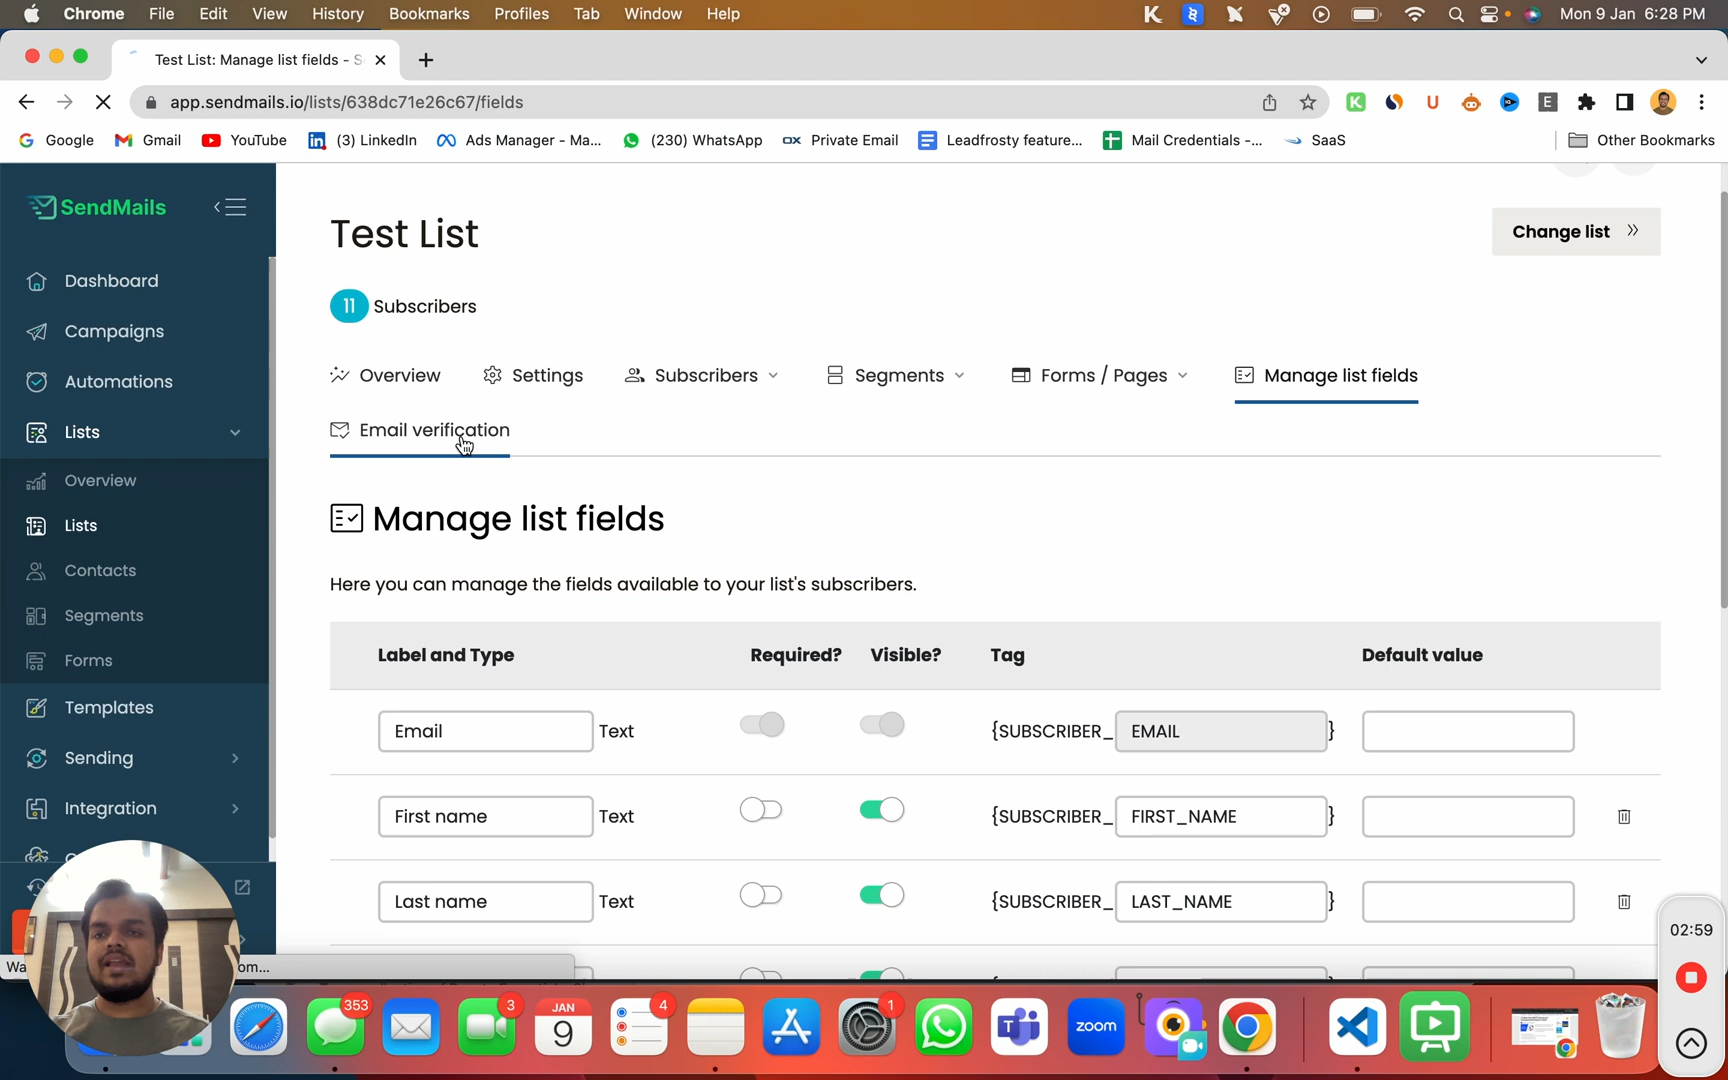 Chrome File Edit View History Bookmarks Profiles Tab Window Help Mon 9 Jan 6:28 PM
Test List: Manage list fields - S
app.sendmails.io/lists/638dc71e26c67/fields
Google Gmail YouTube (3) LinkedIn Ads Manager - Ma... (230) WhatsApp OX Private Email Leadfrosty feature... Mail Credentials -... SaaS Other Bookmarks
SendMails
Dashboard
Campaigns
Automations
Lists
Overview
Lists
Contacts
Segments
Forms
Templates
Sending
Integration
Test List
Change list
11 Subscribers
Overview Settings Subscribers Segments Forms / Pages Manage list fields
Email verification
Manage list fields
Here you can manage the fields available to your list's subscribers.
Label and Type Required? Visible? Tag Default value
Email Text {SUBSCRIBER_ EMAIL }
First name Text {SUBSCRIBER_ FIRST_NAME }
Last name Text {SUBSCRIBER_ LAST_NAME }
02:59
Wa
om...
353 3 JAN 9 4 1 zoom